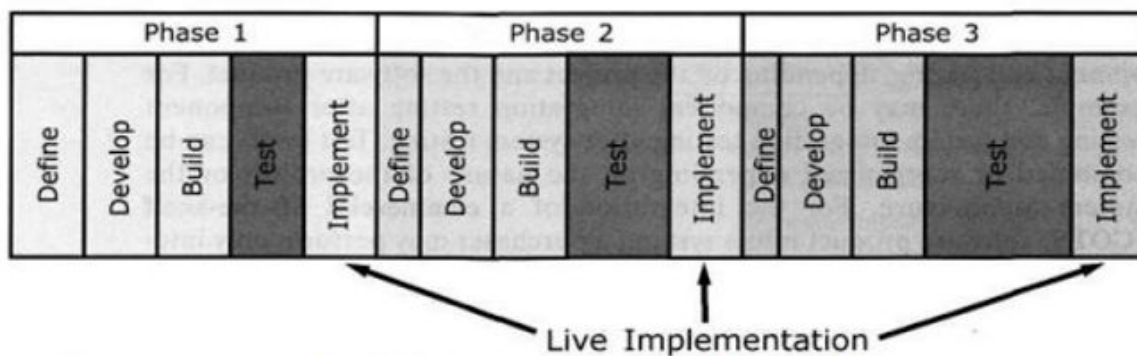 Phase 1 Phase 2 Phase 3
Define Develop Build Test Implement Define Develop Build Test Implement Define Develop Build Test Implement
Live Implementation